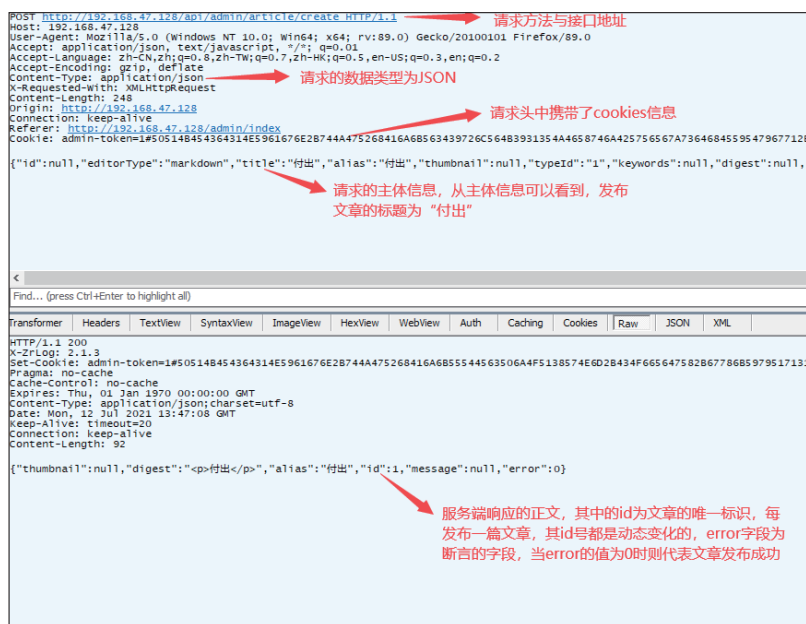 POST http://192.168.47.128/api/admin/article/create HTTP/1.1
请求方法与接口地址
Host: 192.168.47.128
User-Agent: Mozilla/5.0 (Windows NT 10.0; Win64; x64; rv:89.0) Gecko/20100101 Firefox/89.0
Accept: application/json, text/javascript, */*; q=0.01
Accept-Language: zh-CN,zh;q=0.8,zh-TW;q=0.7,zh-HK;q=0.5,en-US;q=0.3,en;q=0.2
Accept-Encoding: gzip, deflate
Content-Type: application/json
请求的数据类型为JSON
X-Requested-With: XMLHttpRequest
Content-Length: 248
Origin: http://192.168.47.128
请求头中携带了cookies信息
Connection: keep-alive
Referer: http://192.168.47.128/admin/index
Cookie: admin-token=1#50514B454364314E5961676E2B744A475268416A6B563439726C564B3931354A4658746A425756567A7364684559547967712B
{"id":null,"editorType":"markdown","title":"付出","alias":"付出","thumbnail":null,"typeId":"1","keywords":null,"digest":null,
请求的主体信息，从主体信息可以看到，发布
文章的标题为“付出”
Find... (press Ctrl+Enter to highlight all)
Transformer Headers TextView SyntaxView ImageView HexView WebView Auth Caching Cookies Raw JSON XML
HTTP/1.1 200
X-ZrLog: 2.1.3
Set-Cookie: admin-token=1#50514B454364314E5961676E2B744A475268416A6B55544563506A4F5138574E6D2B434F665647582B67786B5979517131
Pragma: no-cache
Cache-Control: no-cache
Expires: Thu, 01 Jan 1970 00:00:00 GMT
Content-Type: application/json;charset=utf-8
Date: Mon, 12 Jul 2021 13:47:08 GMT
Keep-Alive: timeout=20
Connection: keep-alive
Content-Length: 92
{"thumbnail":null,"digest":"<p>付出</p>","alias":"付出","id":1,"message":null,"error":0}
服务端响应的正文，其中的id为文章的唯一标识，每
发布一篇文章，其id号都是动态变化的，error字段为
断言的字段，当error的值为0时则代表文章发布成功